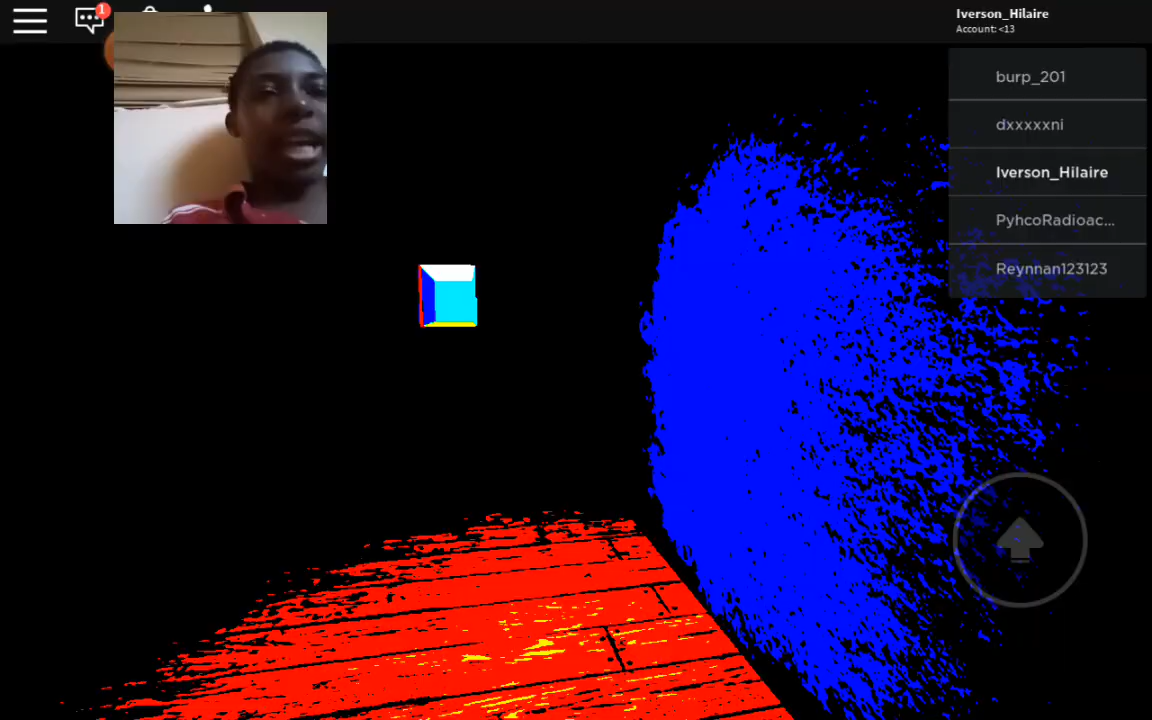 1
Iverson_Hilaire
Account: <13
burp_201
dxxxxxni
Iverson_Hilaire
PyhcoRadioac...
Reynnan123123